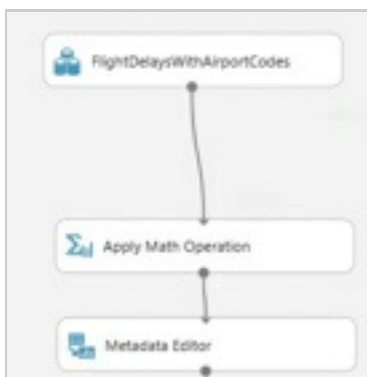 FlightDelaysWithAirportCodes
Apply Math Operation
Metadata Editor